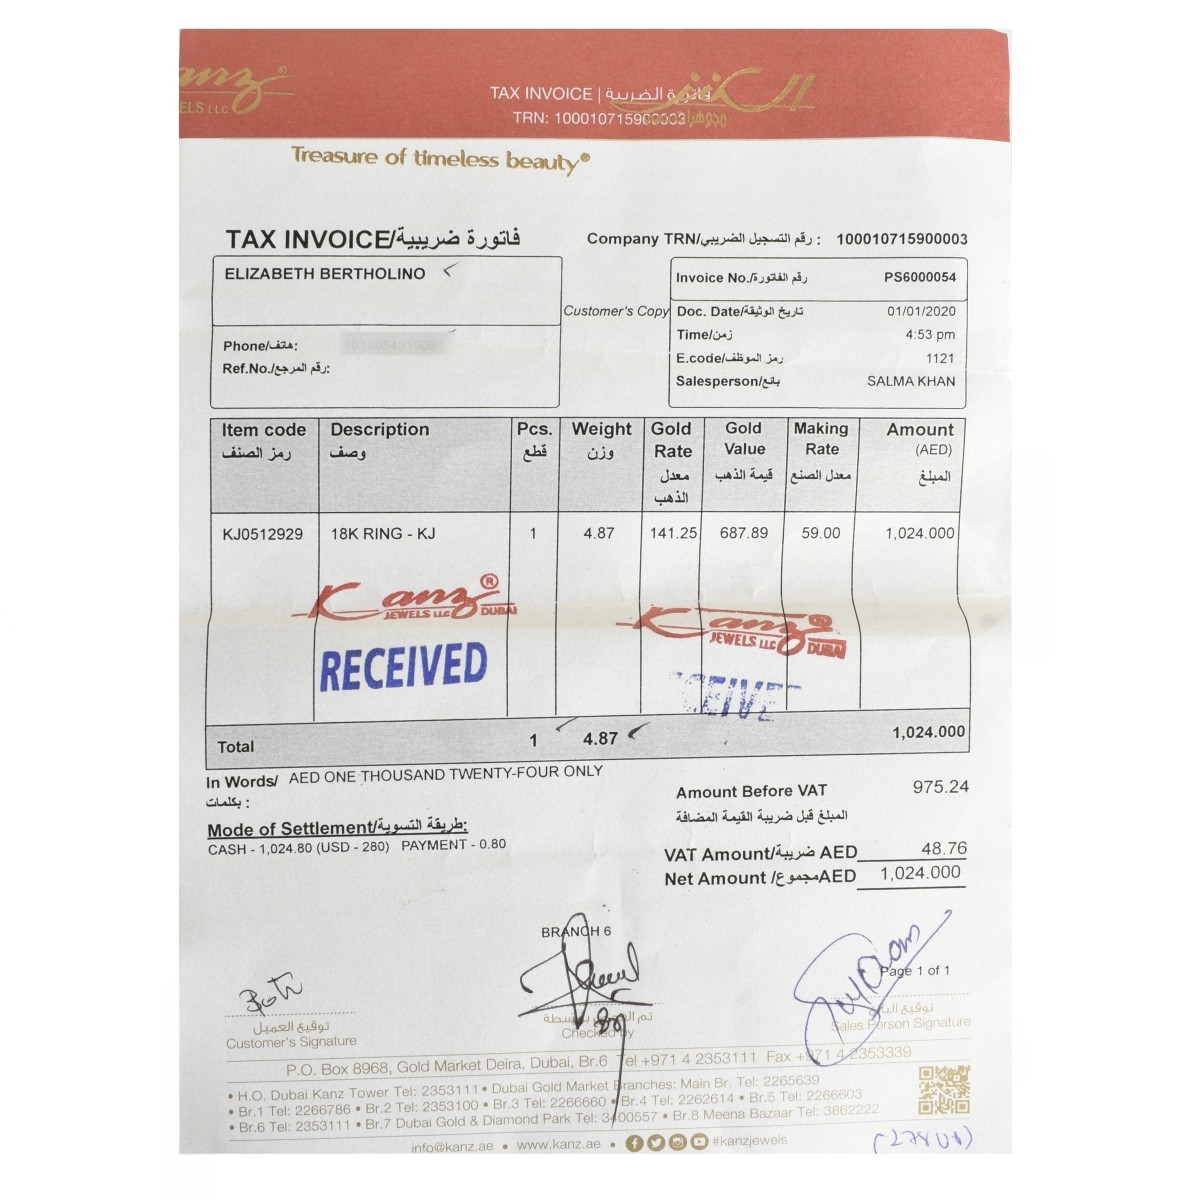 Kanz®
JEWELS LLC
الكنز
TAX INVOICE | فاتورة الضريبة
TRN: 100010715900003
Treasure of timeless beauty®
TAX INVOICE/فاتورة ضريبية
Company TRN/رقم التسجيل الضريبي : 100010715900003
ELIZABETH BERTHOLINO
Phone/هاتف:
Ref.No./رقم المرجع:
Customer's Copy
Invoice No./رقم الفاتورة PS6000054
Doc. Date/تاريخ الوثيقة 01/01/2020
Time/زمن 4:53 pm
E.code/رمز الموظف 1121
Salesperson/بائع SALMA KHAN
Item code Description Pcs. Weight Gold Rate Gold Value Making Rate Amount (AED)
رمز الصنف وصف قطع وزن معدل الذهب قيمة الذهب معدل الصنع المبلغ
KJ0512929 18K RING - KJ 1 4.87 141.25 687.89 59.00 1,024.000
Kanz® JEWELS LLC DUBAI
RECEIVED
Kanz® JEWELS LLC DUBAI
Total 1 4.87 1,024.000
In Words/ AED ONE THOUSAND TWENTY-FOUR ONLY
بكلمات :
Amount Before VAT 975.24
المبلغ قبل ضريبة القيمة المضافة
Mode of Settlement/طريقة التسوية:
CASH - 1,024.80 (USD - 280) PAYMENT - 0.80
VAT Amount/ضريبة AED 48.76
Net Amount /مجموع AED 1,024.000
BRANCH 6
Page 1 of 1
توقيع العميل
Customer's Signature
Checked by
توقيع البائع
Sales Person Signature
P.O. Box 8968, Gold Market Deira, Dubai, Br.6 Tel +971 4 2353111 Fax +971 4 2353339
• H.O. Dubai Kanz Tower Tel: 2353111 • Dubai Gold Market Branches: Main Br. Tel: 2265639
• Br.1 Tel: 2266786 • Br.2 Tel: 2353100 • Br.3 Tel: 2266660 • Br.4 Tel: 2262614 • Br.5 Tel: 2266603
• Br.6 Tel: 2353111 • Br.7 Dubai Gold & Diamond Park Tel: 3400557 • Br.8 Meena Bazaar Tel: 3862222
info@kanz.ae • www.kanz.ae • #kanzjewels